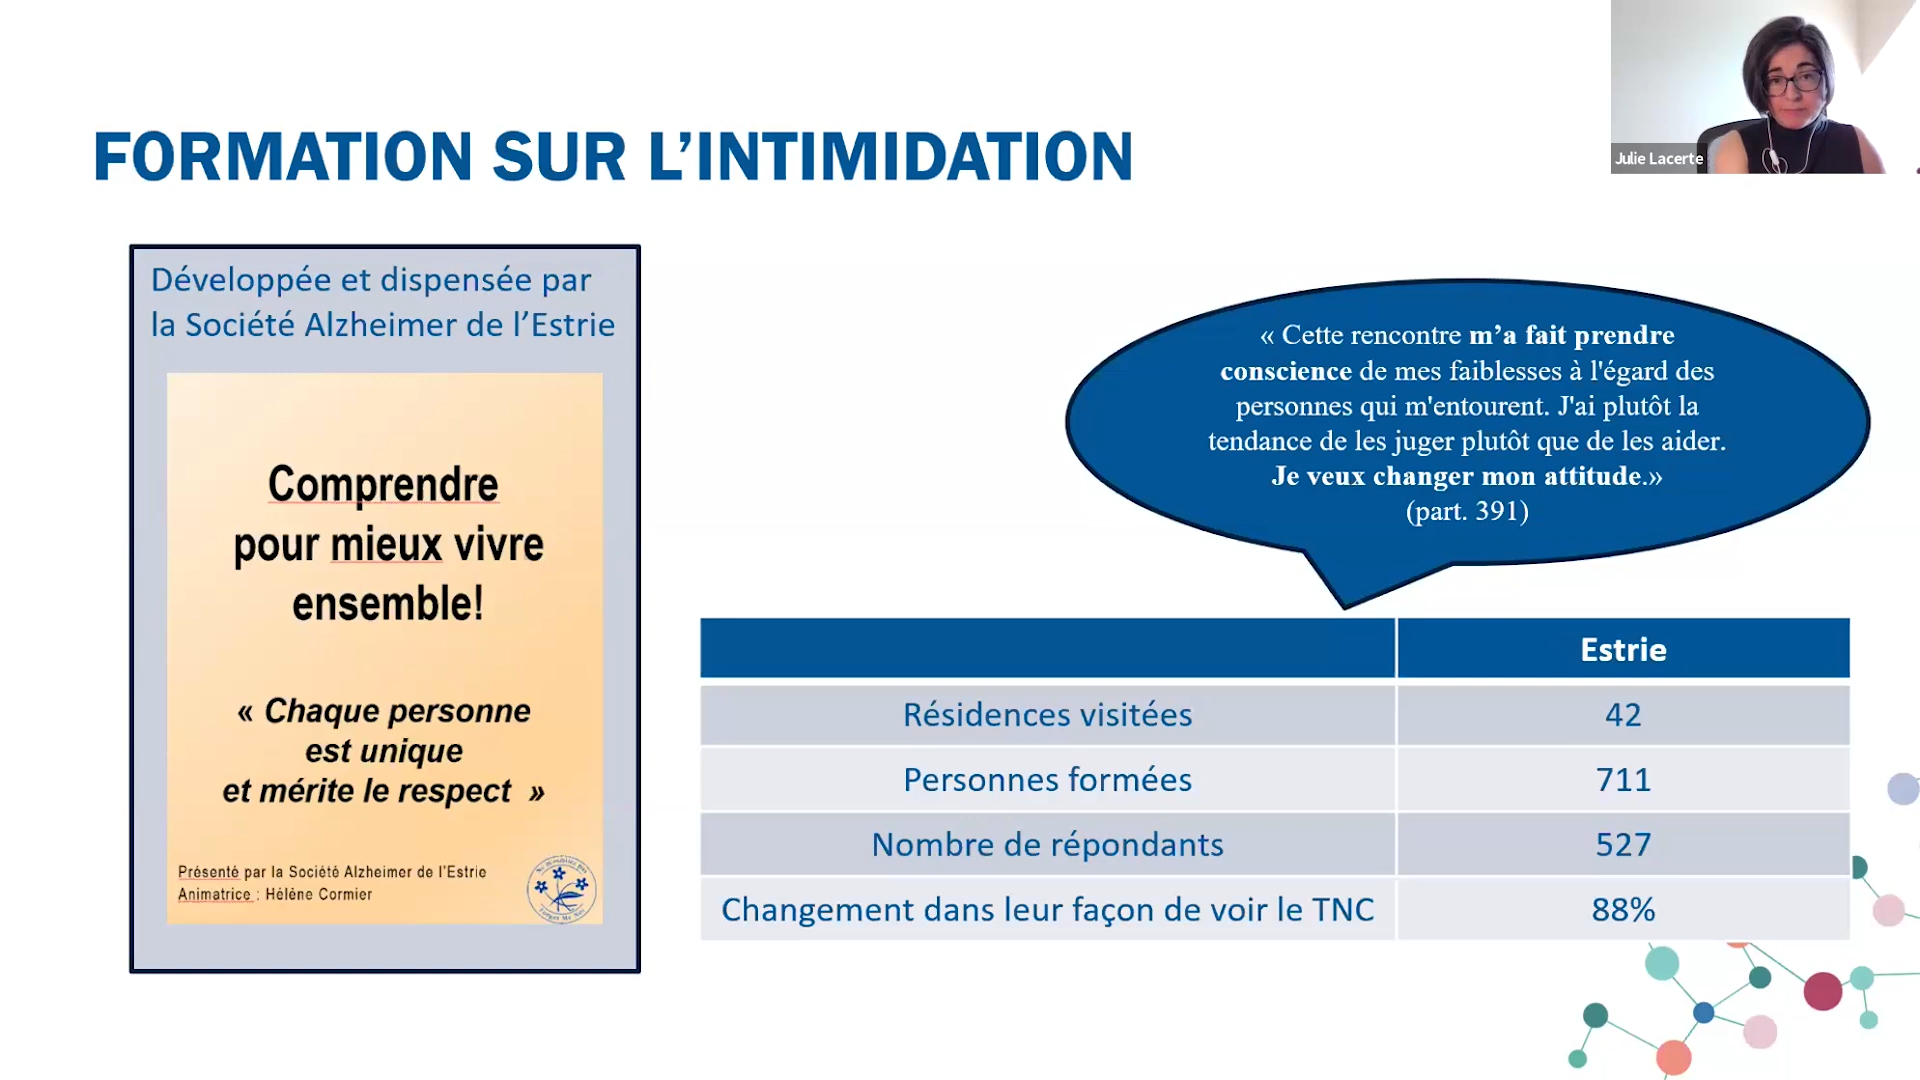 Julie Lacerte
FORMATION SUR L’INTIMIDATION
Développée et dispensée par
la Société Alzheimer de l’Estrie
Comprendre
pour mieux vivre
ensemble!
« Chaque personne
est unique
et mérite le respect »
Présenté par la Société Alzheimer de l'Estrie
Animatrice : Hélène Cormier
« Cette rencontre m’a fait prendre
conscience de mes faiblesses à l'égard des
personnes qui m'entourent. J'ai plutôt la
tendance de les juger plutôt que de les aider.
Je veux changer mon attitude.»
(part. 391)
Estrie
Résidences visitées 42
Personnes formées 711
Nombre de répondants 527
Changement dans leur façon de voir le TNC 88%